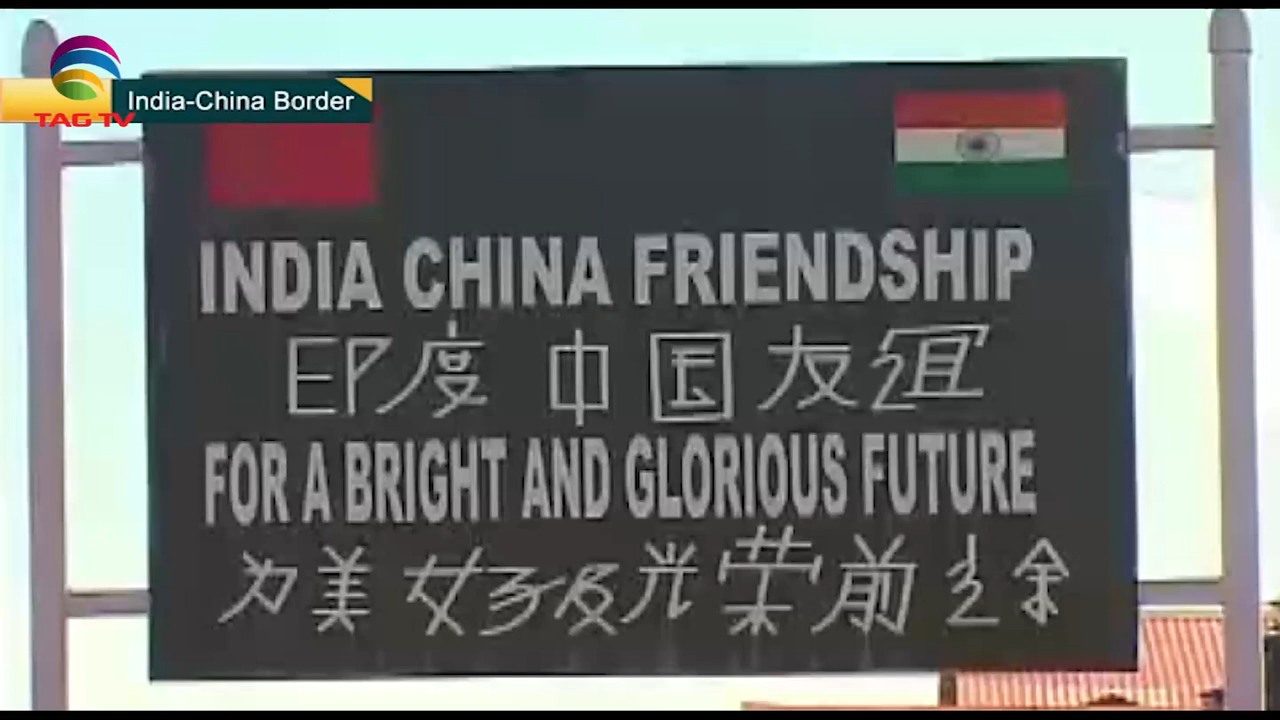 India-China Border
TAG TV
INDIA CHINA FRIENDSHIP
印度 中国 友谊
FOR A BRIGHT AND GLORIOUS FUTURE
为美好及光荣前途